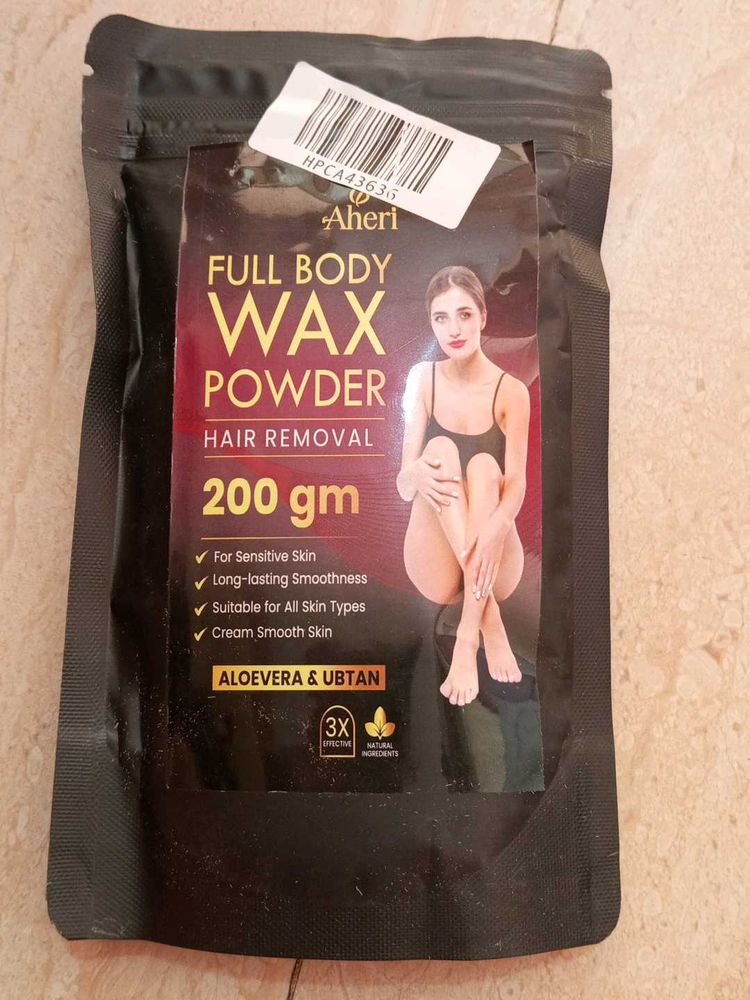 HPCA43636
Aheri
FULL BODY
WAX
POWDER
HAIR REMOVAL
200 gm
For Sensitive Skin
Long-lasting Smoothness
Suitable for All Skin Types
Cream Smooth Skin
ALOEVERA & UBTAN
3X
EFFECTIVE
NATURAL
INGREDIENTS